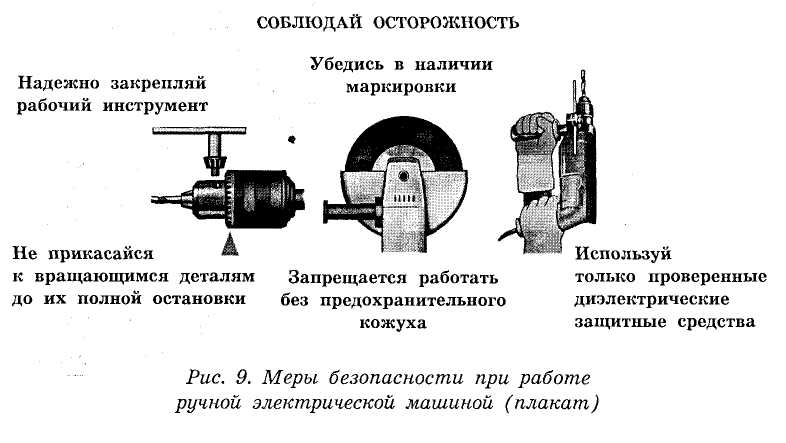 СОБЛЮДАЙ ОСТОРОЖНОСТЬ
Надежно закрепляй
рабочий инструмент
Убедись в наличии
маркировки
Не прикасайся
к вращающимся деталям
до их полной остановки
Запрещается работать
без предохранительного
кожуха
Используй
только проверенные
диэлектрические
защитные средства
Рис. 9. Меры безопасности при работе
ручной электрической машиной (плакат)